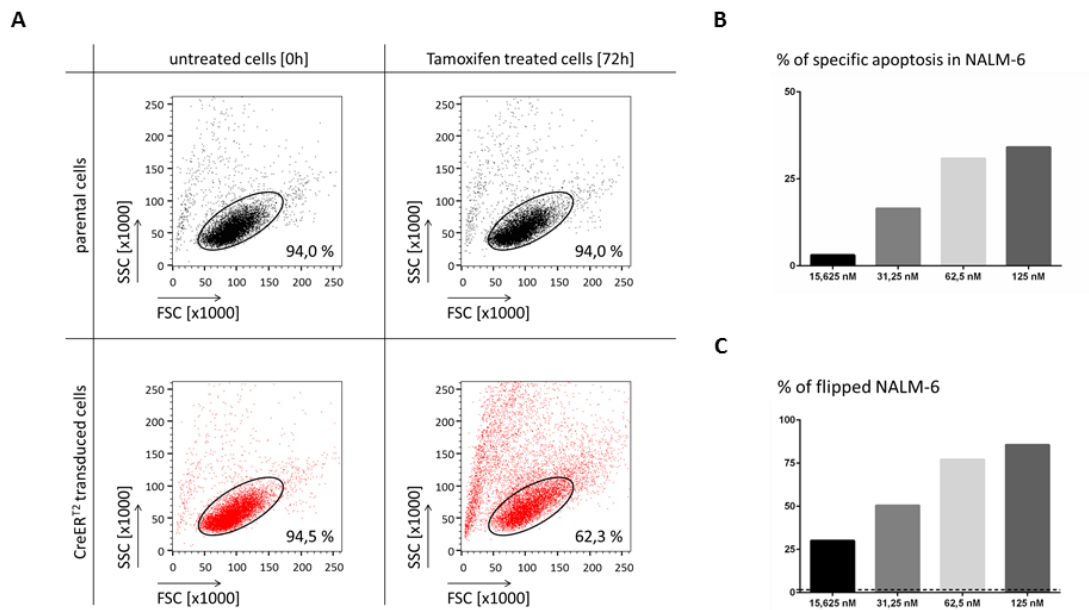 A
untreated cells [0h]
Tamoxifen treated cells [72h]
parental cells
SSC [x1000]
250
200
150
100
50
0
94,0 %
0 50 100 150 200 250
FSC [x1000]
SSC [x1000]
250
200
150
100
50
0
94,0 %
0 50 100 150 200 250
FSC [x1000]
CreERT2 transduced cells
SSC [x1000]
250
200
150
100
50
0
94,5 %
0 50 100 150 200 250
FSC [x1000]
SSC [x1000]
250
200
150
100
50
0
62,3 %
0 50 100 150 200 250
FSC [x1000]
B
% of specific apoptosis in NALM-6
50
25
0
15,625 nM 31,25 nM 62,5 nM 125 nM
C
% of flipped NALM-6
100
75
50
25
0
15,625 nM 31,25 nM 62,5 nM 125 nM